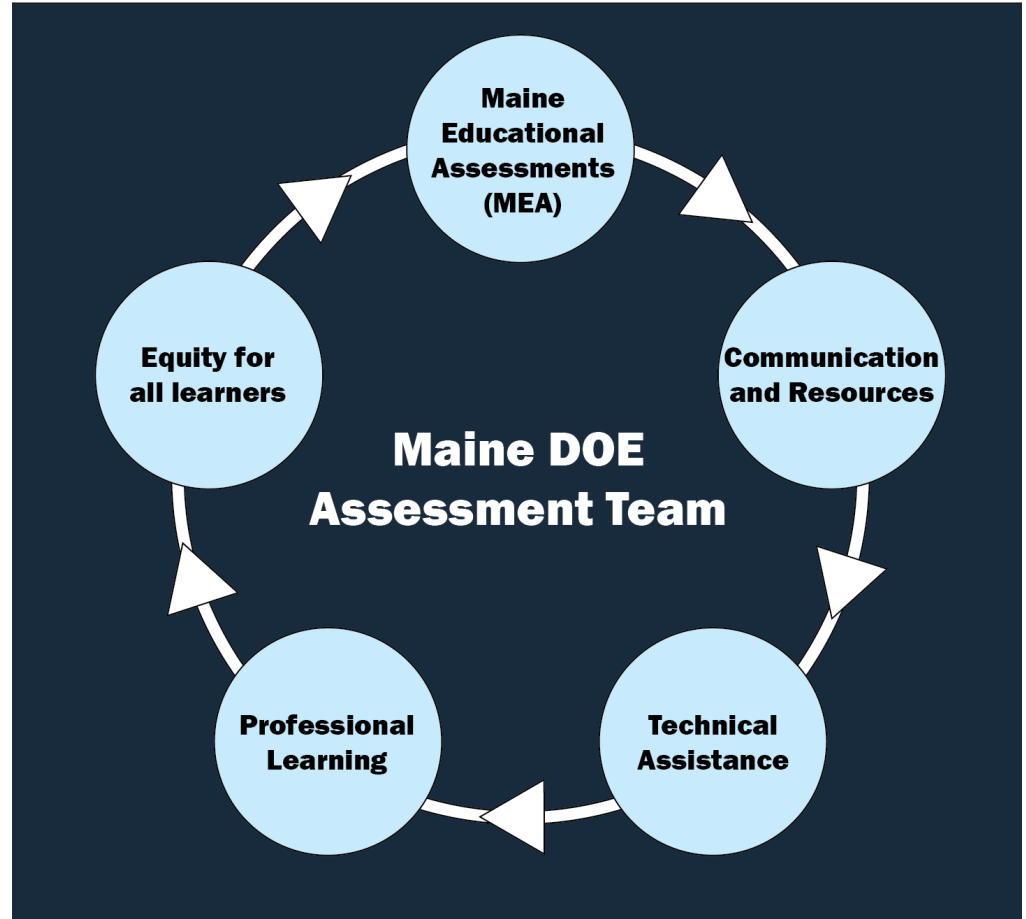 Maine
Educational
Assessments
(MEA)
Communication
and Resources
Technical
Assistance
Professional
Learning
Equity for
all learners
Maine DOE
Assessment Team